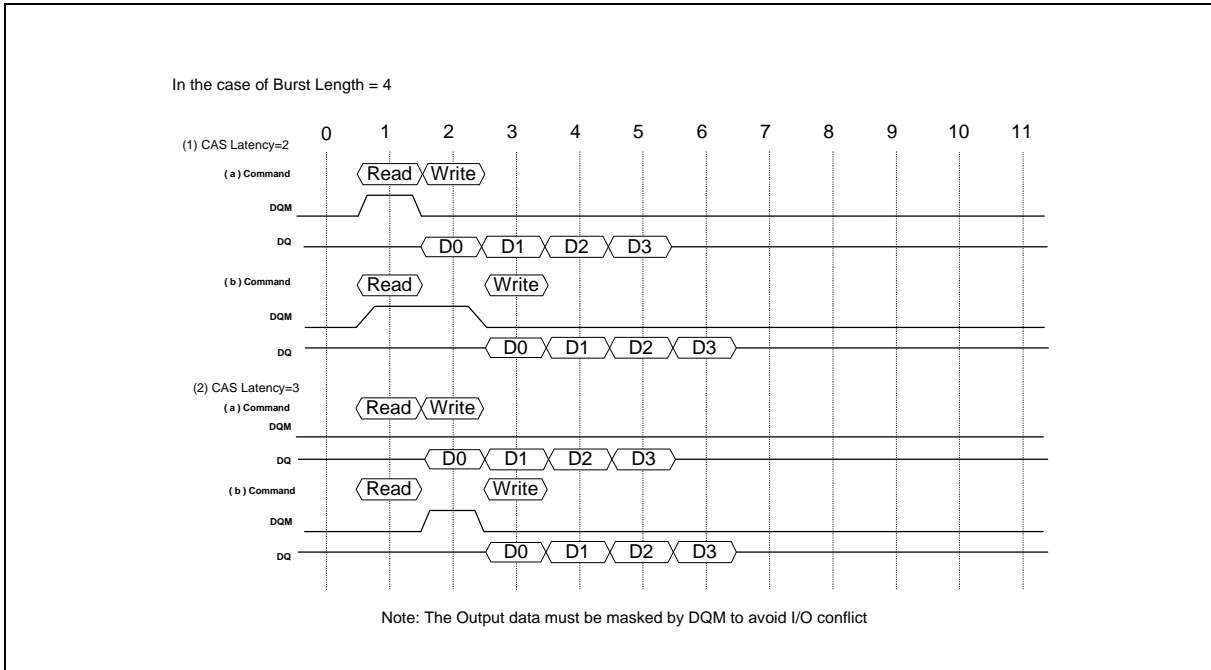 In the case of Burst Length = 4
0 1 2 3 4 5 6 7 8 9 10 11
(1) CAS Latency=2
( a ) Command Read Write
DQM
DQ D0 D1 D2 D3
( b ) Command Read Write
DQM
DQ D0 D1 D2 D3
(2) CAS Latency=3
( a ) Command Read Write
DQM
DQ D0 D1 D2 D3
( b ) Command Read Write
DQM
DQ D0 D1 D2 D3
Note: The Output data must be masked by DQM to avoid I/O conflict